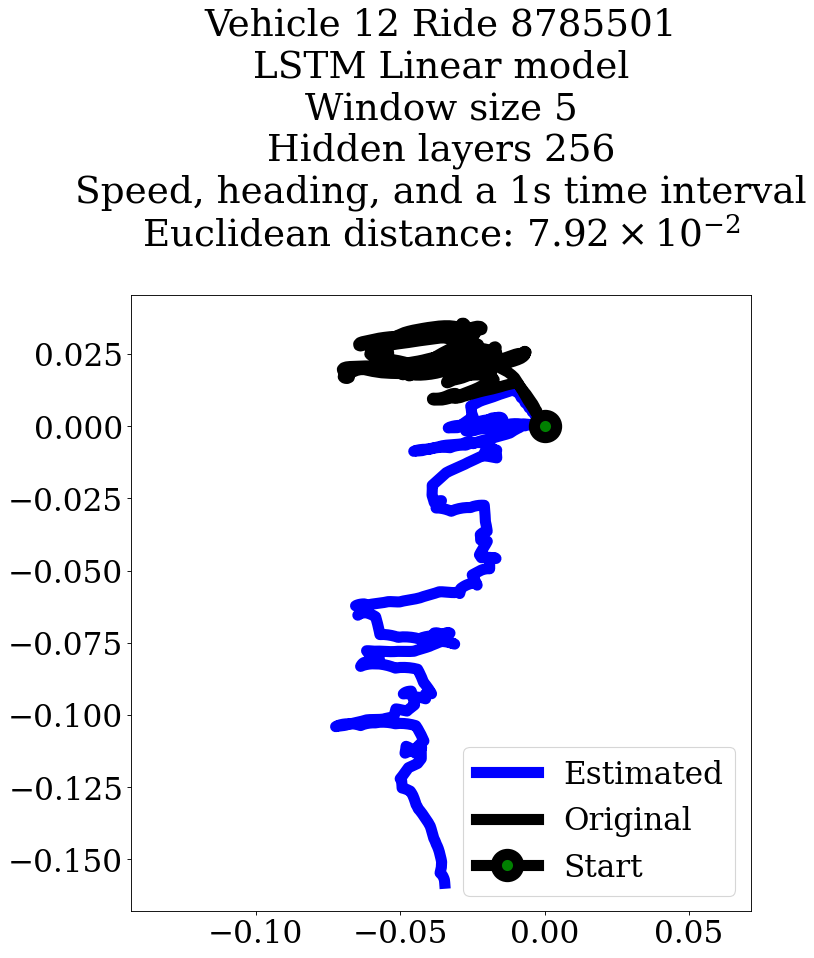 Vehicle 12 Ride 8785501
LSTM Linear model
Window size 5
Hidden layers 256
Speed, heading, and a 1s time interval
Euclidean distance: 7.92 × 10⁻²
0.025
0.000
−0.025
−0.050
−0.075
−0.100
−0.125
−0.150
Estimated
Original
Start
−0.10
−0.05
0.00
0.05